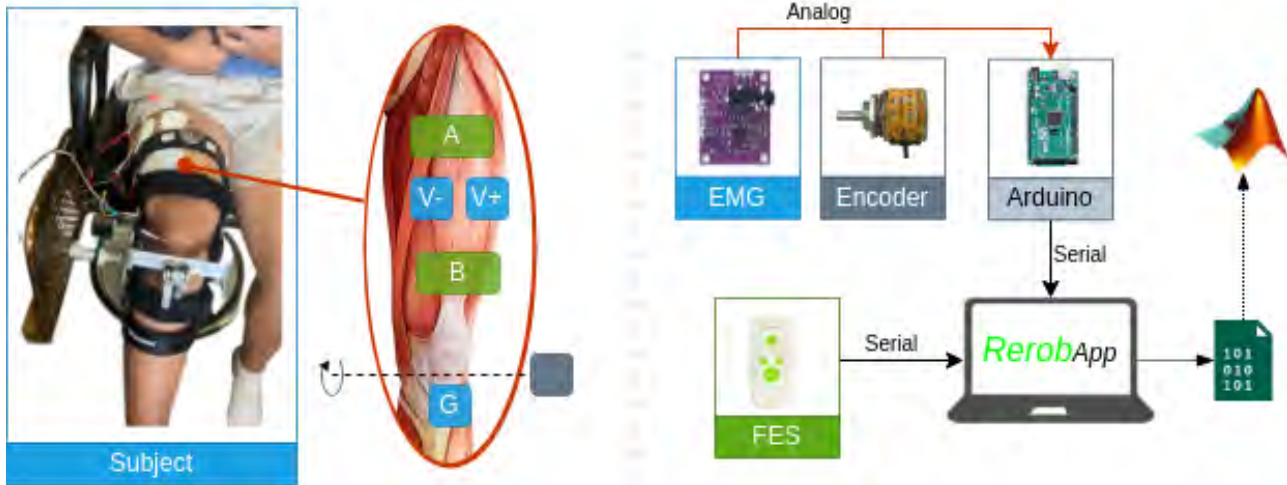 Analog
A
V- V+
B
G
Subject
EMG
Encoder
Arduino
Serial
Serial
RerobApp
FES
101
010
101